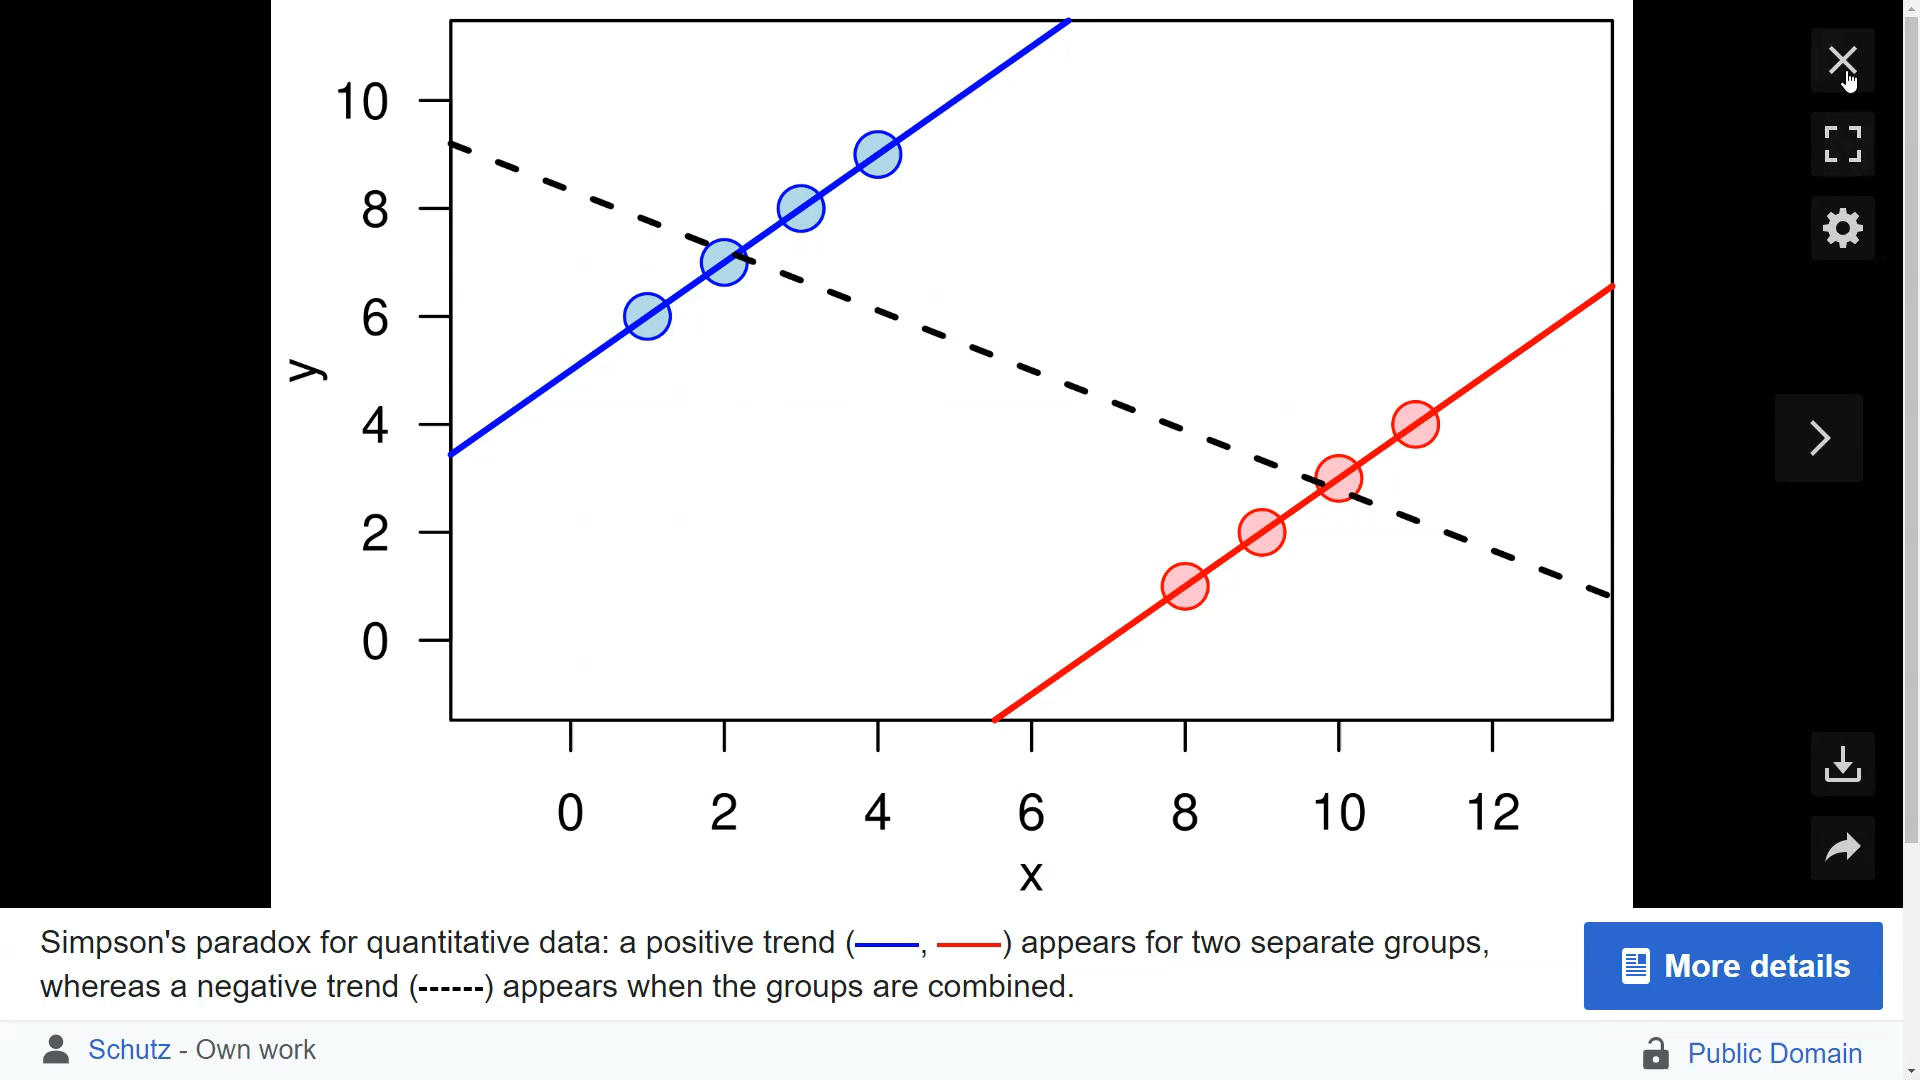 10
8
6
y
4
2
0
0 2 4 6 8 10 12
x
Simpson's paradox for quantitative data: a positive trend (——, ——) appears for two separate groups,
whereas a negative trend (------) appears when the groups are combined.
More details
Schutz - Own work
Public Domain